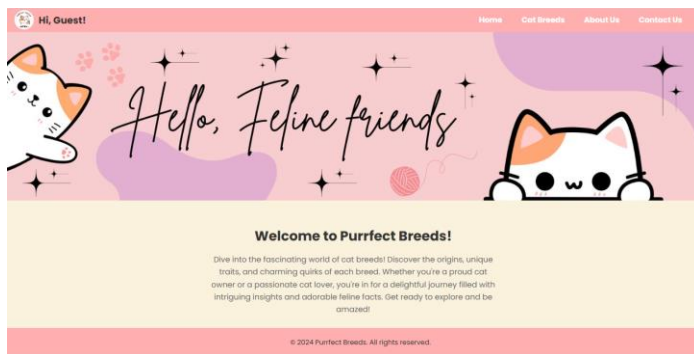 Hi, Guest!
Home Cat Breeds About Us Contact Us
Hello, Feline friends
Welcome to Purrfect Breeds!
Dive into the fascinating world of cat breeds! Discover the origins, unique
traits, and charming quirks of each breed. Whether you're a proud cat
owner or a passionate cat lover, you're in for a delightful journey filled with
intriguing insights and adorable feline facts. Get ready to explore and be
amazed!
© 2024 Purrfect Breeds. All rights reserved.